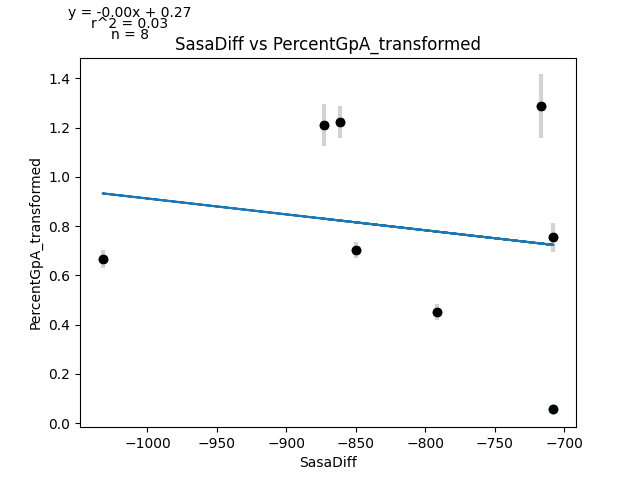 y = -0.00x + 0.27
r^2 = 0.03
n = 8
SasaDiff vs PercentGpA_transformed
PercentGpA_transformed
1.4
1.2
1.0
0.8
0.6
0.4
0.2
0.0
−1000 −950 −900 −850 −800 −750 −700
SasaDiff